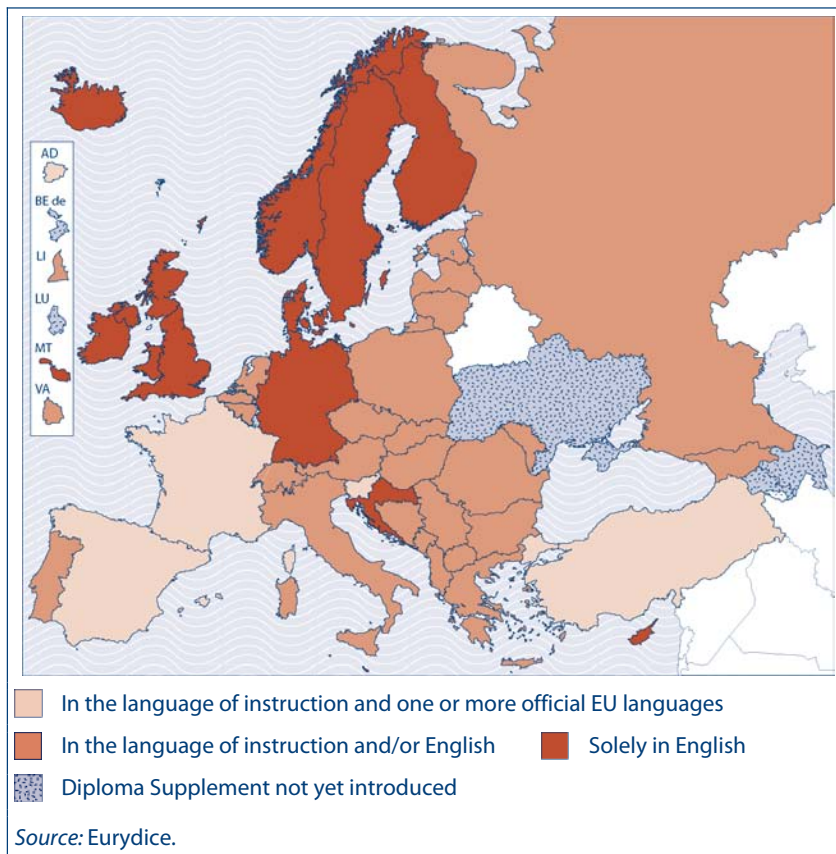 AD
BE de
LI
LU
MT
VA
In the language of instruction and one or more official EU languages
In the language of instruction and/or English
Solely in English
Diploma Supplement not yet introduced
Source: Eurydice.